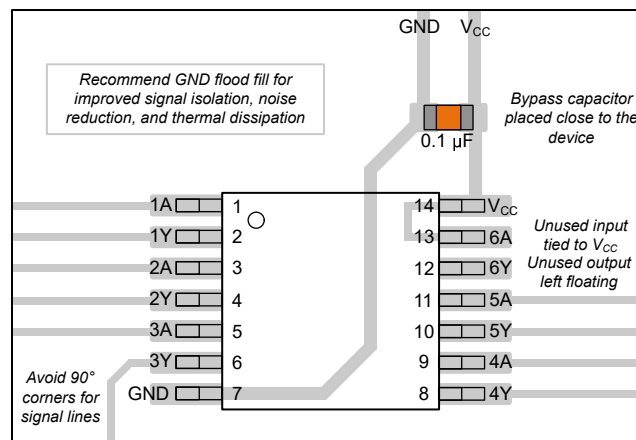 GND VCC
Recommend GND flood fill for
improved signal isolation, noise
reduction, and thermal dissipation
Bypass capacitor
placed close to the
device
0.1 µF
1A 1 14 VCC
1Y 2 13 6A
2A 3 12 6Y
2Y 4 11 5A
3A 5 10 5Y
3Y 6 9 4A
GND 7 8 4Y
Unused input
tied to VCC
Unused output
left floating
Avoid 90°
corners for
signal lines